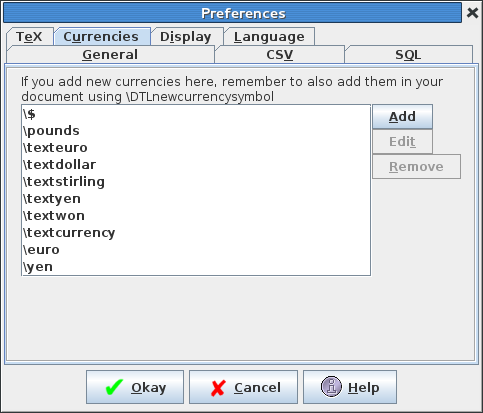 Preferences
TeX Currencies Display Language
General CSV SQL
If you add new currencies here, remember to also add them in your
document using \DTLnewcurrencysymbol
\$
\pounds
\texteuro
\textdollar
\textstirling
\textyen
\textwon
\textcurrency
\euro
\yen
Add
Edit
Remove
Okay Cancel Help